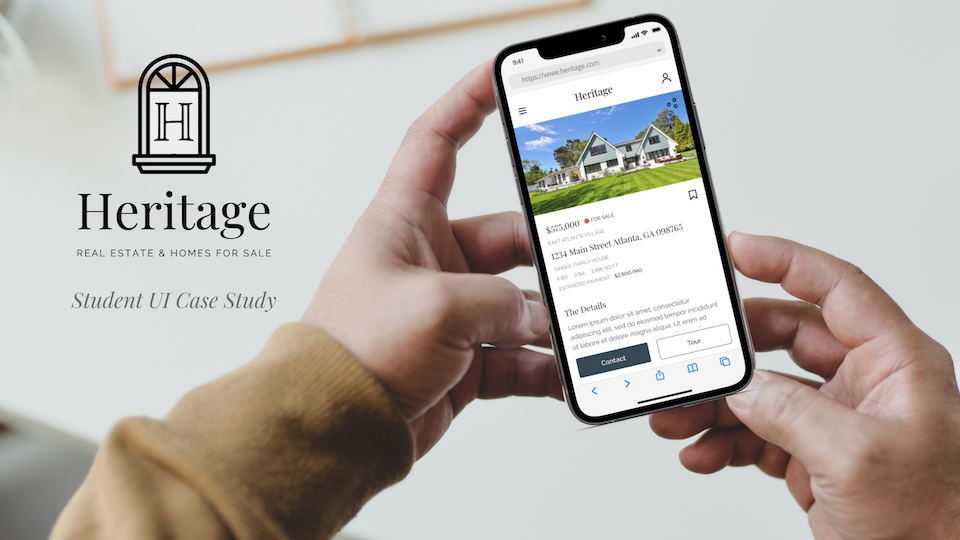 H
Heritage
REAL ESTATE & HOMES FOR SALE
Student UI Case Study
9:41
https://www.heritage.com
Heritage
$575,000 FOR SALE
EAST ATLANTA VILLAGE
1234 Main Street Atlanta, GA 098765
SINGLE-FAMILY HOUSE
4 BD 3 BA 1,996 SQ FT
ESTIMATED PAYMENT $2,500/MO
The Details
Lorem ipsum dolor sit amet, consectetur
adipiscing elit, sed do eiusmod tempor incididunt
ut labore et dolore magna aliqua. Ut enim ad
Contact
Tour